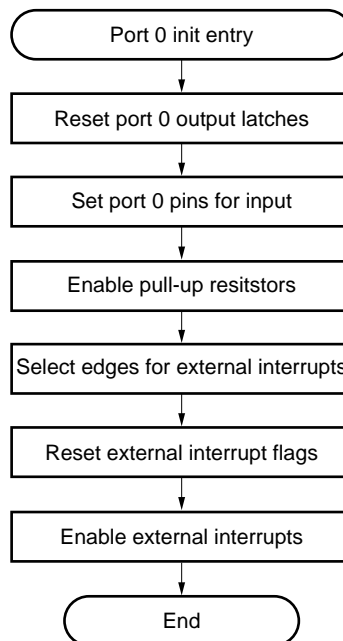 Port 0 init entry
Reset port 0 output latches
Set port 0 pins for input
Enable pull-up resitstors
Select edges for external interrupts
Reset external interrupt flags
Enable external interrupts
End